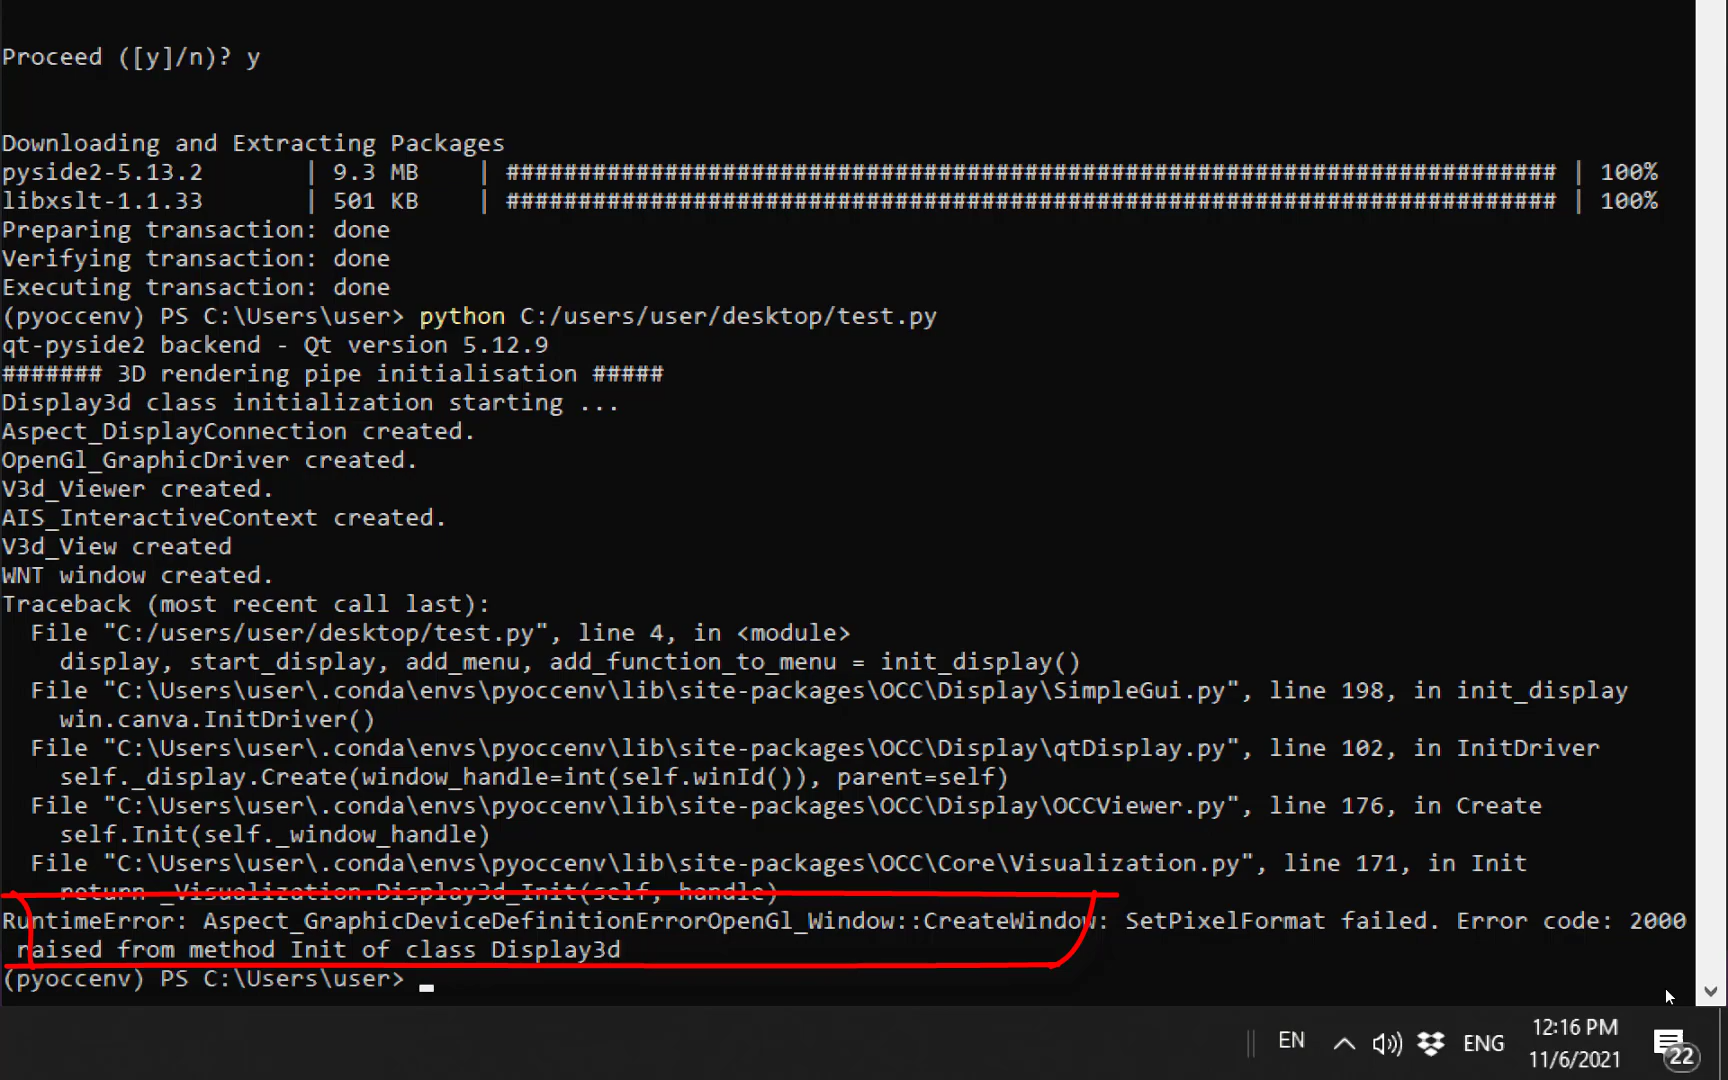 Proceed ([y]/n)? y
Downloading and Extracting Packages
pyside2-5.13.2       | 9.3 MB    | ######################################################################### | 100%
libxslt-1.1.33       | 501 KB    | ######################################################################### | 100%
Preparing transaction: done
Verifying transaction: done
Executing transaction: done
(pyoccenv) PS C:\Users\user> python C:/users/user/desktop/test.py
qt-pyside2 backend - Qt version 5.12.9
####### 3D rendering pipe initialisation #####
Display3d class initialization starting ...
Aspect_DisplayConnection created.
OpenGl_GraphicDriver created.
V3d_Viewer created.
AIS_InteractiveContext created.
V3d_View created
WNT window created.
Traceback (most recent call last):
  File "C:/users/user/desktop/test.py", line 4, in <module>
    display, start_display, add_menu, add_function_to_menu = init_display()
  File "C:\Users\user\.conda\envs\pyoccenv\lib\site-packages\OCC\Display\SimpleGui.py", line 198, in init_display
    win.canva.InitDriver()
  File "C:\Users\user\.conda\envs\pyoccenv\lib\site-packages\OCC\Display\qtDisplay.py", line 102, in InitDriver
    self._display.Create(window_handle=int(self.winId()), parent=self)
  File "C:\Users\user\.conda\envs\pyoccenv\lib\site-packages\OCC\Display\OCCViewer.py", line 176, in Create
    self.Init(self._window_handle)
  File "C:\Users\user\.conda\envs\pyoccenv\lib\site-packages\OCC\Core\Visualization.py", line 171, in Init
    return _Visualization.Display3d_Init(self, handle)
RuntimeError: Aspect_GraphicDeviceDefinitionErrorOpenGl_Window::CreateWindow: SetPixelFormat failed. Error code: 2000
 raised from method Init of class Display3d
(pyoccenv) PS C:\Users\user>
EN ENG 12:16 PM
11/6/2021 22